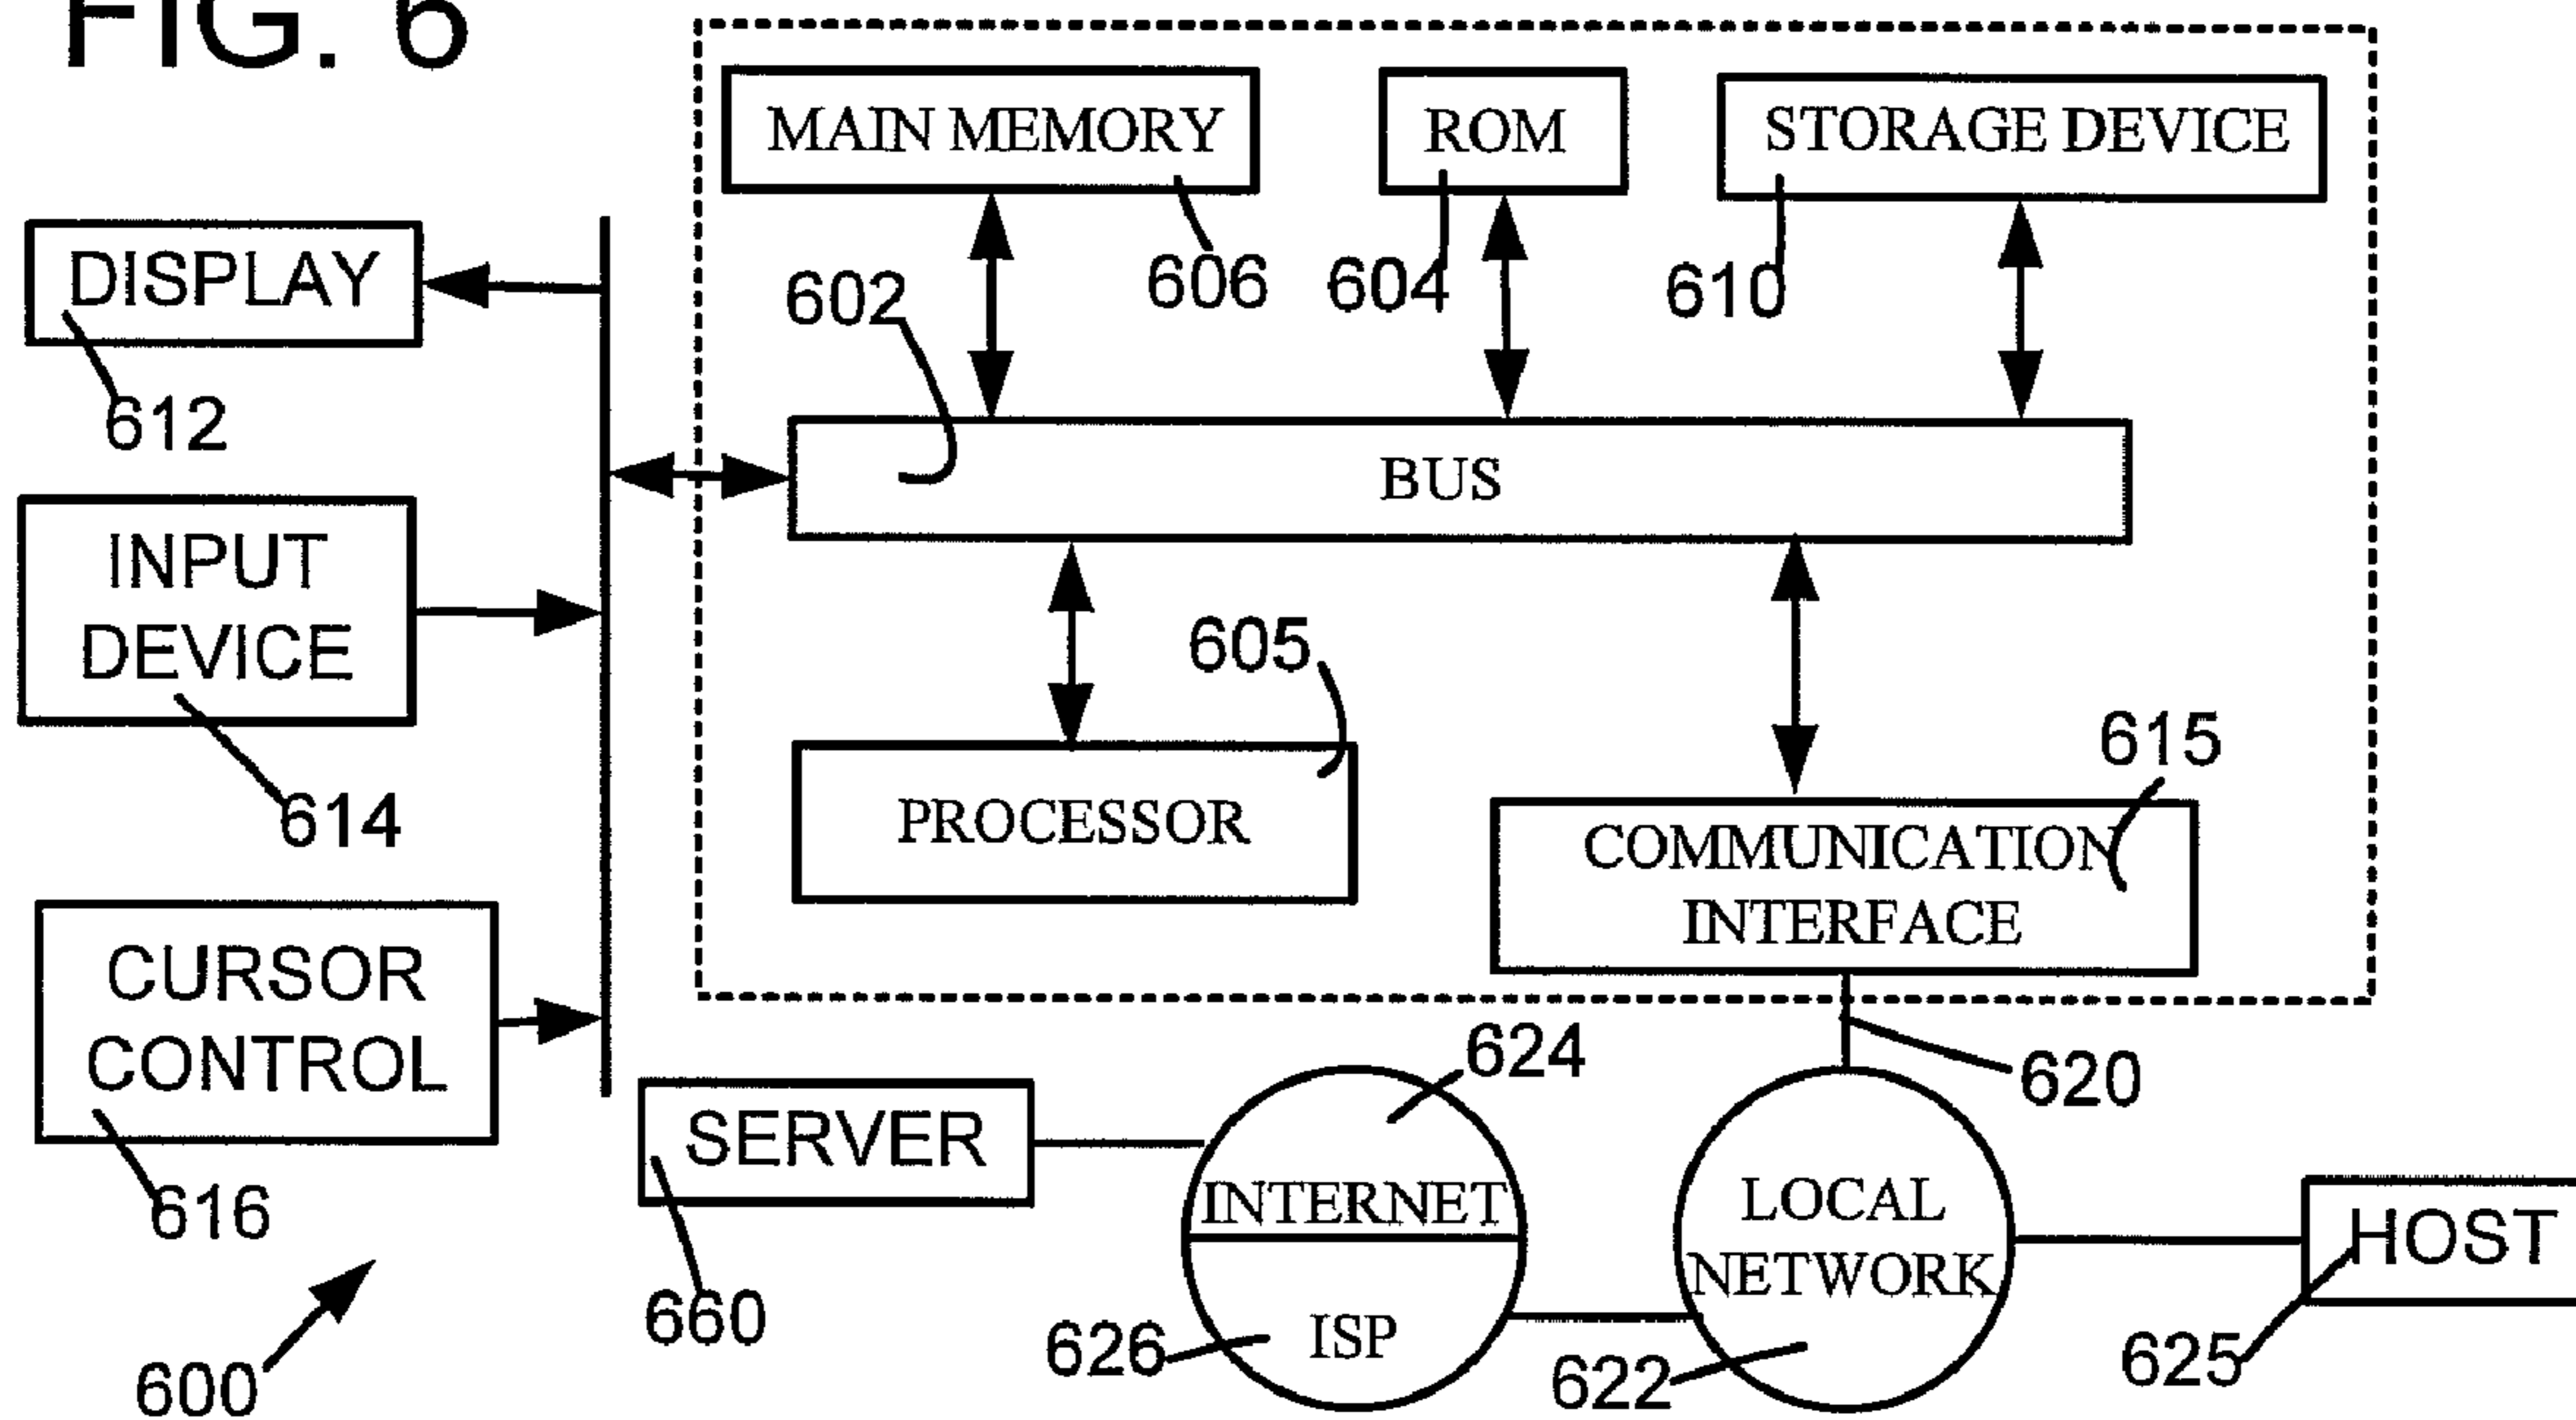 FIG. 6
MAIN MEMORY
ROM
STORAGE DEVICE
606
604
610
602
DISPLAY
612
BUS
INPUT
DEVICE
614
605
PROCESSOR
615
COMMUNICATION
INTERFACE
CURSOR
CONTROL
616
620
624
SERVER
660
INTERNET
ISP
626
LOCAL
NETWORK
622
HOST
625
600